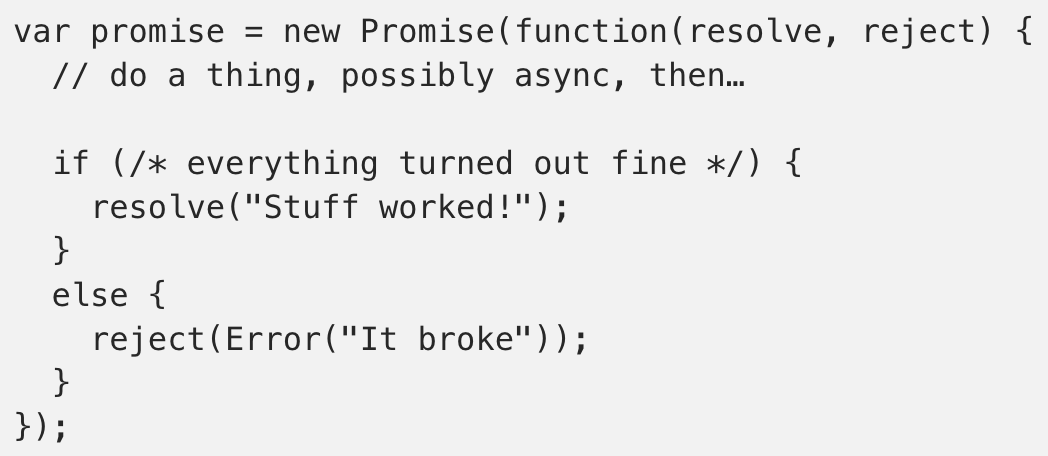 var promise = new Promise(function(resolve, reject) {
  // do a thing, possibly async, then…

  if (/* everything turned out fine */) {
    resolve("Stuff worked!");
  }
  else {
    reject(Error("It broke"));
  }
});